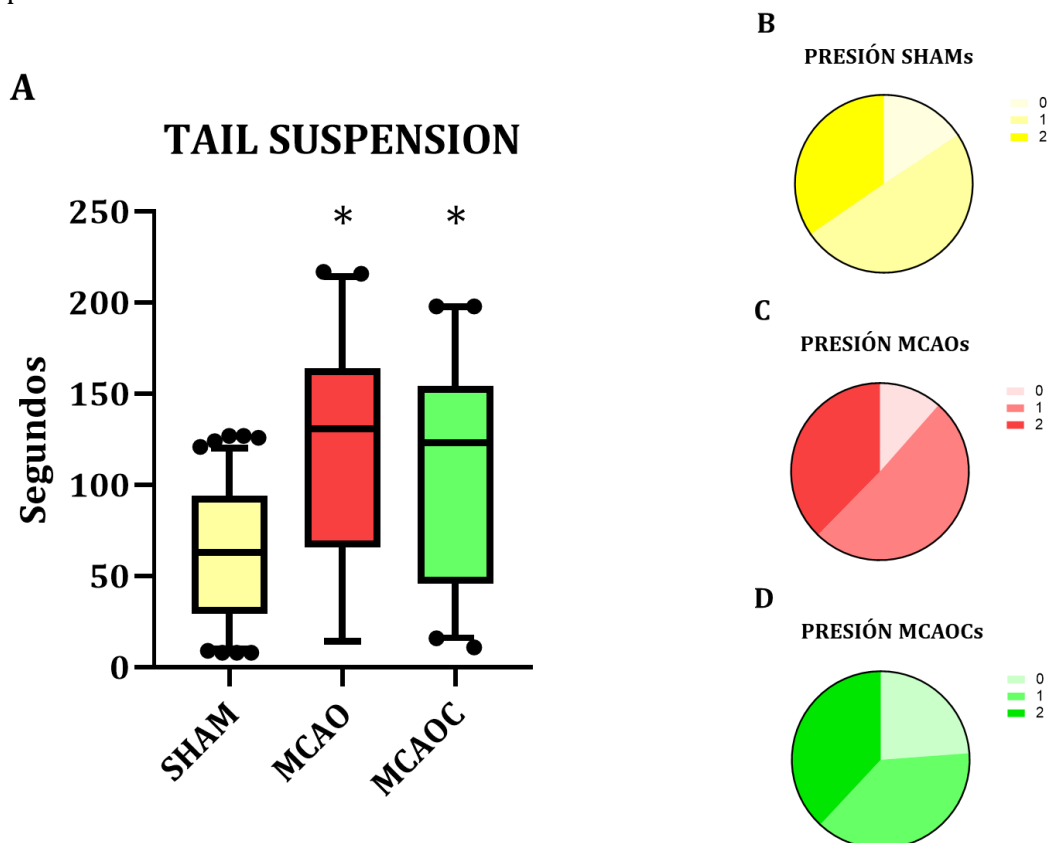 A
TAIL SUSPENSION
Segundos
250
200
150
100
50
0
*
*
SHAM
MCAO
MCAOC
B
PRESIÓN SHAMs
0
1
2
C
PRESIÓN MCAOs
0
1
2
D
PRESIÓN MCAOCs
0
1
2